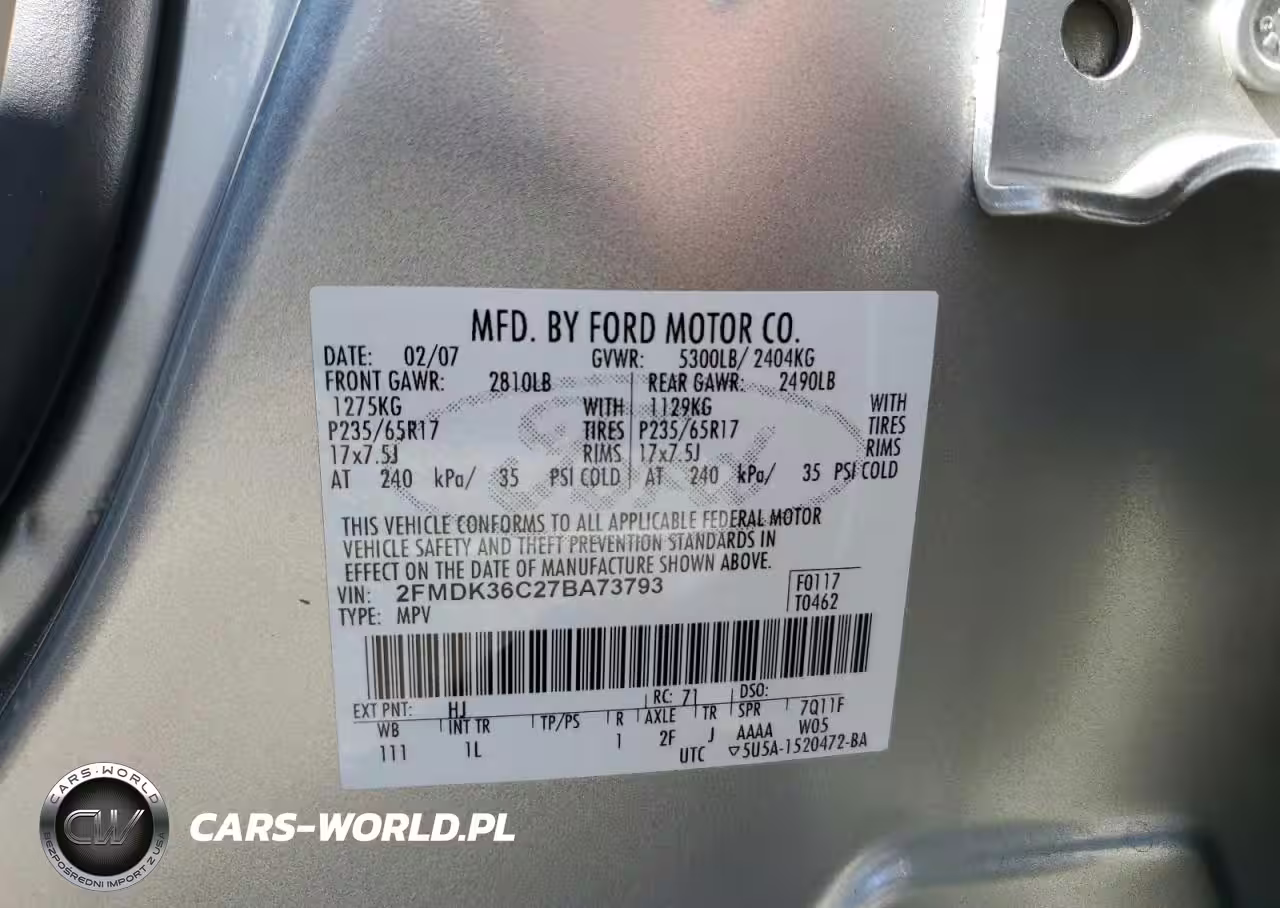 MFD. BY FORD MOTOR CO.
DATE: 02/07 GVWR: 5300LB/ 2404KG
FRONT GAWR: 2810LB REAR GAWR: 2490LB
1275KG WITH 1129KG WITH
P235/65R17 TIRES P235/65R17 TIRES
17x7.5J RIMS 17x7.5J RIMS
AT 240 kPa/ 35 PSI COLD AT 240 kPa/ 35 PSI COLD
Ford
THIS VEHICLE CONFORMS TO ALL APPLICABLE FEDERAL MOTOR
VEHICLE SAFETY AND THEFT PREVENTION STANDARDS IN
EFFECT ON THE DATE OF MANUFACTURE SHOWN ABOVE.
VIN: 2FMDK36C27BA73793 F0117
TYPE: MPV T0462
EXT PNT: HJ RC: 71 DSO:
WB INT TR TP/PS R AXLE TR SPR 7Q11F
111 1L 1 2F J AAAA W05
UTC ▽5U5A-1520472-BA
CARS-WORLD
CW
BEZPOŚREDNI IMPORT Z USA
CARS-WORLD.PL